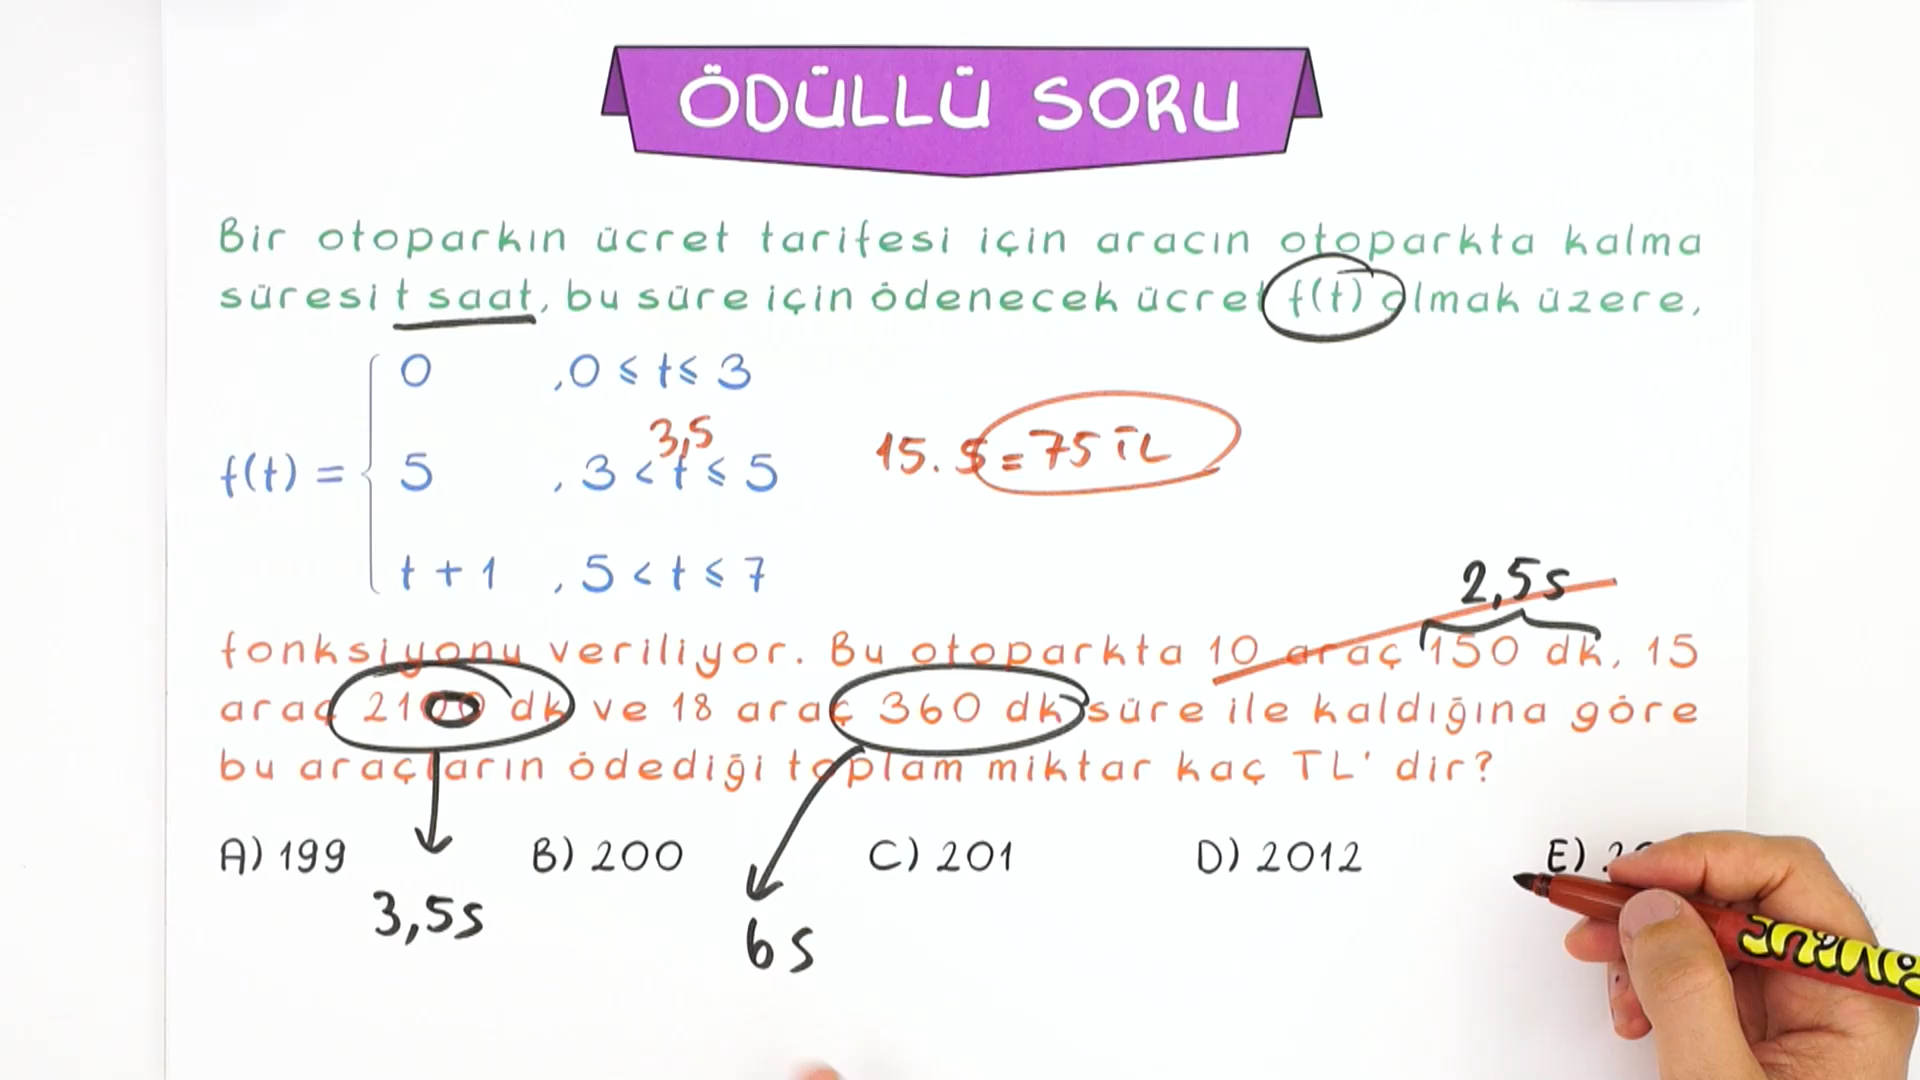 ÖDÜLLÜ SORU
Bir otoparkın ücret tarifesi için aracın otoparkta kalma
süresi t saat, bu süre için ödenecek ücret f(t) olmak üzere,
0 , 0 ≤ t ≤ 3
3,5
f(t) = 5 , 3 < t ≤ 5
15. 5 = 75 TL
t + 1 , 5 < t ≤ 7
2,5s
fonksiyonu veriliyor. Bu otoparkta 10 araç 150 dk, 15
araç 2100 dk ve 18 araç 360 dk süre ile kaldığına göre
bu araçların ödediği toplam miktar kaç TL' dir?
A) 199 B) 200 C) 201 D) 2012 E)
3,5s
6s